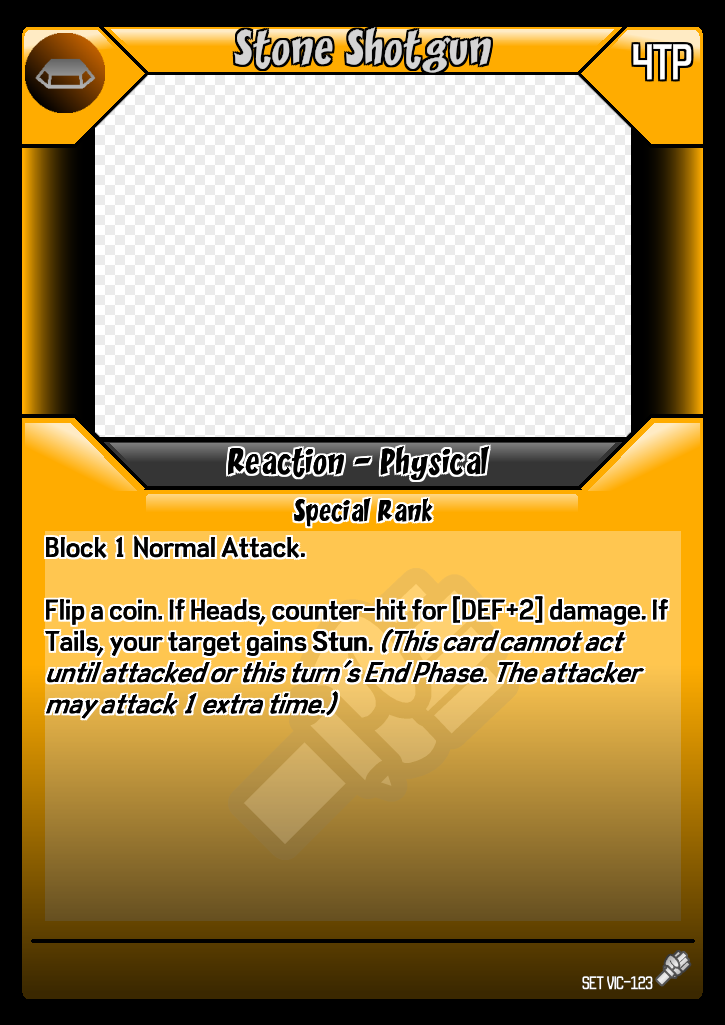 Stone Shotgun
4TP
Reaction - Physical
Special Rank
Block 1 Normal Attack.
Flip a coin. If Heads, counter-hit for [DEF+2] damage. If
Tails, your target gains Stun. (This card cannot act
until attacked or this turn's End Phase. The attacker
may attack 1 extra time.)
SET VIC-123